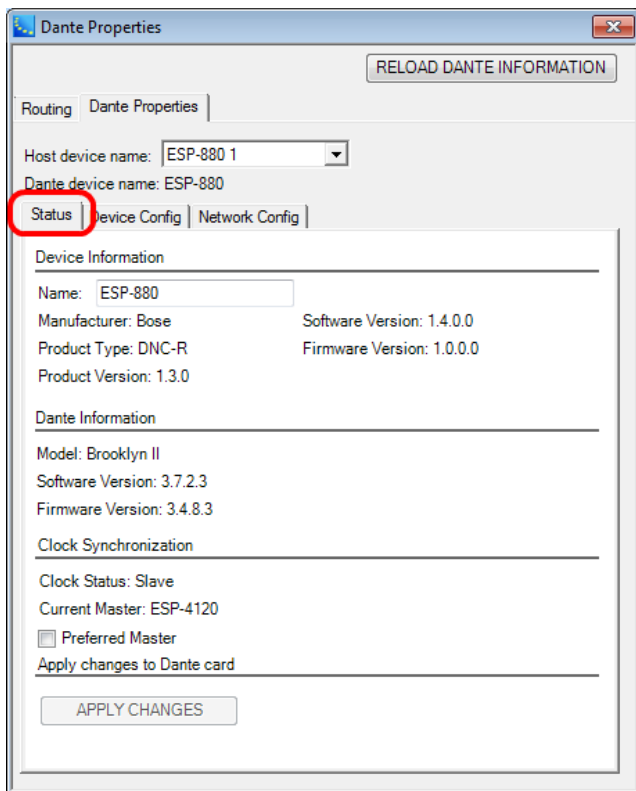 Dante Properties
RELOAD DANTE INFORMATION
Routing Dante Properties
Host device name: ESP-880 1
Dante device name: ESP-880
Status Device Config Network Config
Device Information
Name: ESP-880
Manufacturer: Bose Software Version: 1.4.0.0
Product Type: DNC-R Firmware Version: 1.0.0.0
Product Version: 1.3.0
Dante Information
Model: Brooklyn II
Software Version: 3.7.2.3
Firmware Version: 3.4.8.3
Clock Synchronization
Clock Status: Slave
Current Master: ESP-4120
Preferred Master
Apply changes to Dante card
APPLY CHANGES